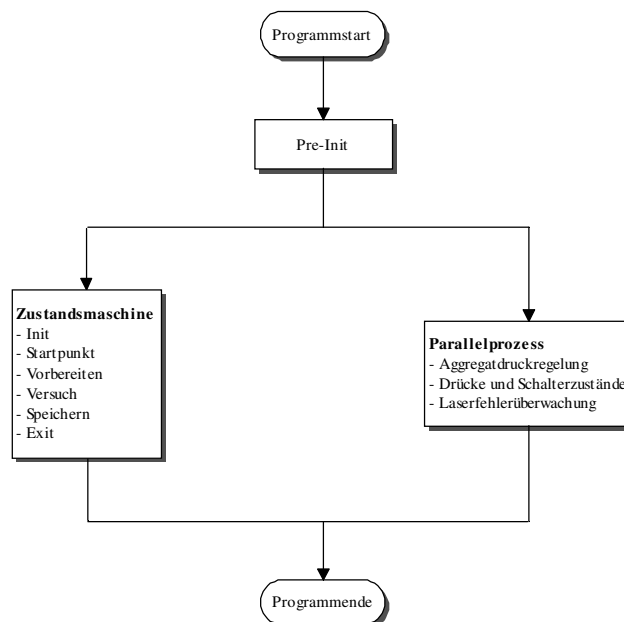 Programmstart
Pre-Init
Zustandsmaschine
- Init
- Startpunkt
- Vorbereiten
- Versuch
- Speichern
- Exit
Parallelprozess
- Aggregatdruckregelung
- Drücke und Schalterzustände
- Laserfehlerüberwachung
Programmende